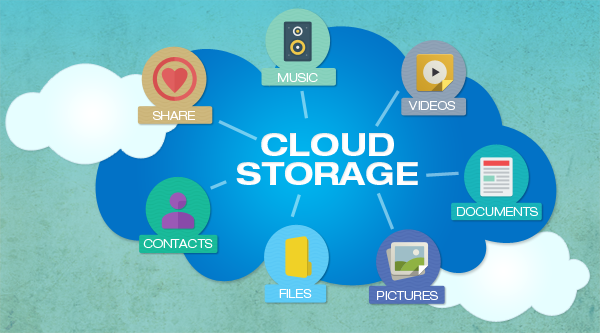 MUSIC
SHARE
VIDEOS
CLOUD
STORAGE
DOCUMENTS
CONTACTS
FILES
PICTURES